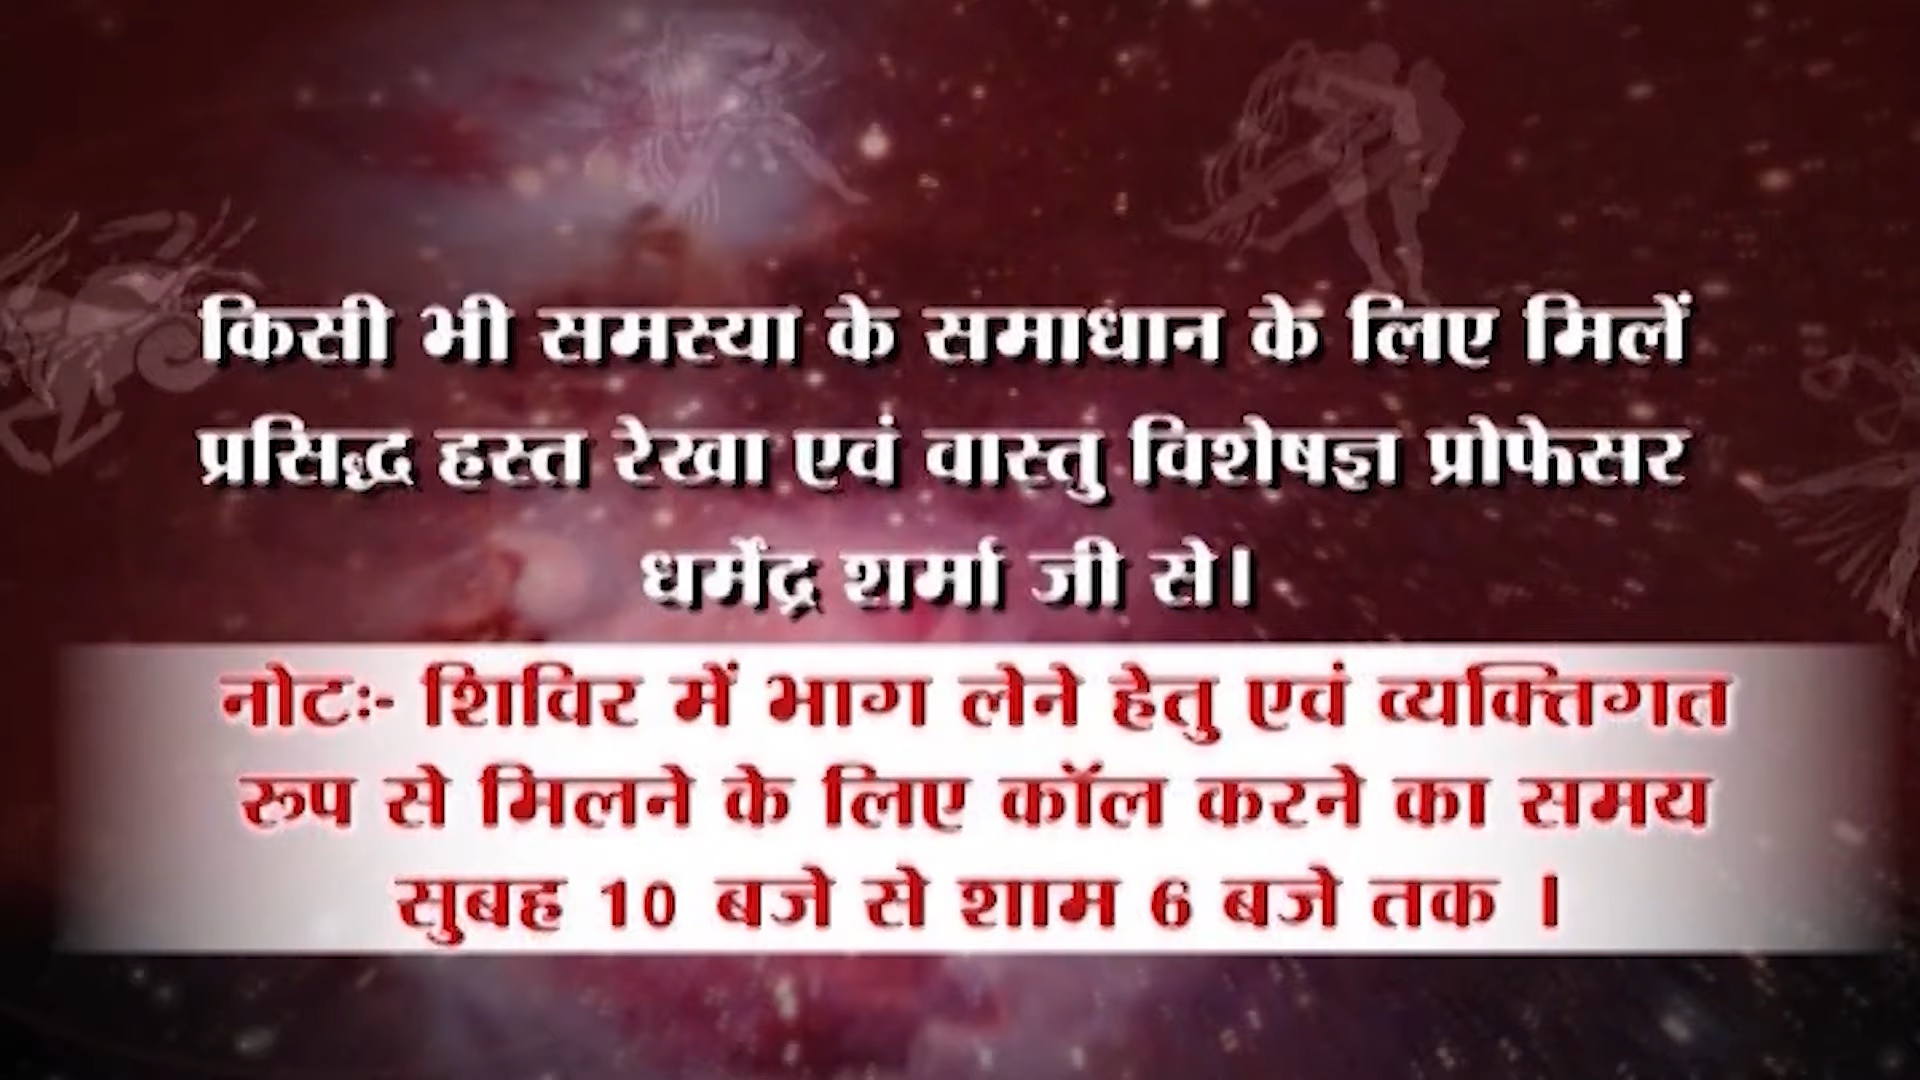 किसी भी समस्या के समाधान के लिए मिलें
प्रसिद्ध हस्त रेखा एवं वास्तु विशेषज्ञ प्रोफेसर
धर्मेंद्र शर्मा जी से।
नोटः- शिविर में भाग लेने हेतु एवं व्यक्तिगत
रूप से मिलने के लिए कॉल करने का समय
सुबह 10 बजे से शाम 6 बजे तक ।